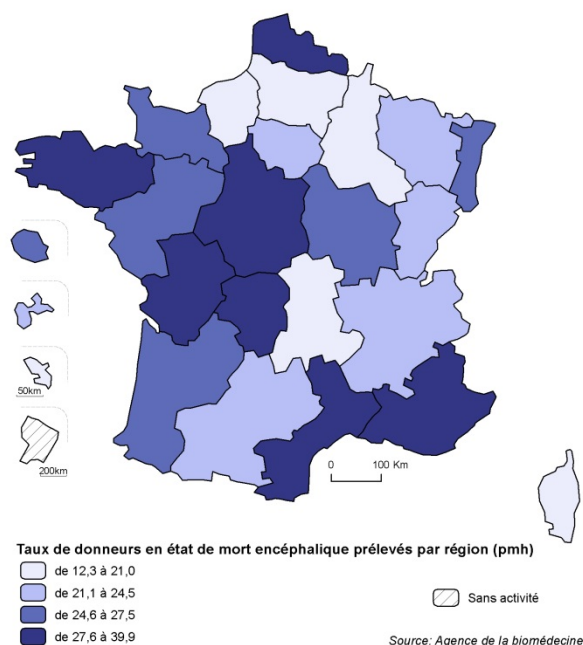 50km
200km
0 100 Km
Taux de donneurs en état de mort encéphalique prélevés par région (pmh)
de 12,3 à 21,0
de 21,1 à 24,5
de 24,6 à 27,5
de 27,6 à 39,9
Sans activité
Source: Agence de la biomédecine